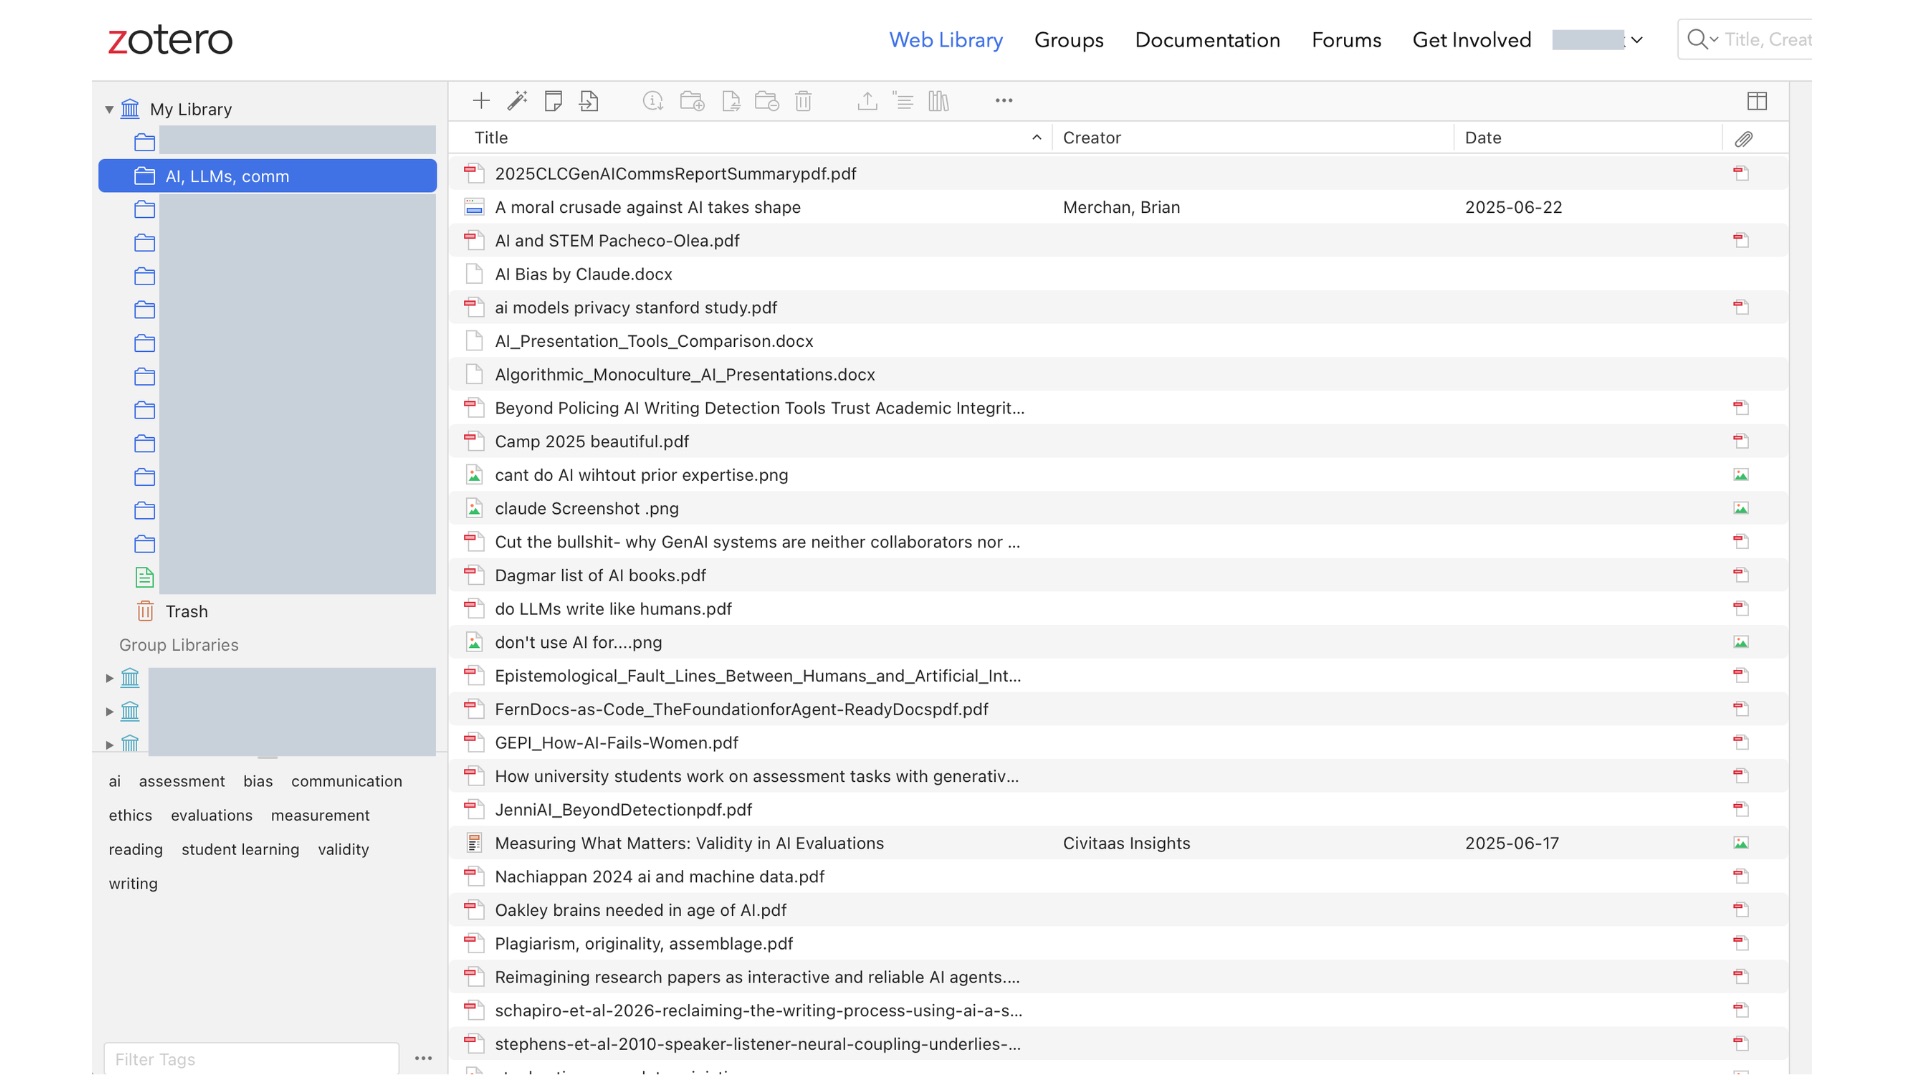 zotero
Web Library Groups Documentation Forums Get Involved
Title, Creat
My Library
AI, LLMs, comm
Trash
Group Libraries
ai assessment bias communication
ethics evaluations measurement
reading student learning validity
writing
Filter Tags
Title Creator Date
2025CLCGenAICommsReportSummarypdf.pdf
A moral crusade against AI takes shape Merchan, Brian 2025-06-22
AI and STEM Pacheco-Olea.pdf
AI Bias by Claude.docx
ai models privacy stanford study.pdf
AI_Presentation_Tools_Comparison.docx
Algorithmic_Monoculture_AI_Presentations.docx
Beyond Policing AI Writing Detection Tools Trust Academic Integrit...
Camp 2025 beautiful.pdf
cant do AI wihtout prior expertise.png
claude Screenshot .png
Cut the bullshit- why GenAI systems are neither collaborators nor ...
Dagmar list of AI books.pdf
do LLMs write like humans.pdf
don't use AI for....png
Epistemological_Fault_Lines_Between_Humans_and_Artificial_Int...
FernDocs-as-Code_TheFoundationforAgent-ReadyDocspdf.pdf
GEPI_How-AI-Fails-Women.pdf
How university students work on assessment tasks with generativ...
JenniAI_BeyondDetectionpdf.pdf
Measuring What Matters: Validity in AI Evaluations Civitaas Insights 2025-06-17
Nachiappan 2024 ai and machine data.pdf
Oakley brains needed in age of AI.pdf
Plagiarism, originality, assemblage.pdf
Reimagining research papers as interactive and reliable AI agents....
schapiro-et-al-2026-reclaiming-the-writing-process-using-ai-a-s...
stephens-et-al-2010-speaker-listener-neural-coupling-underlies-...